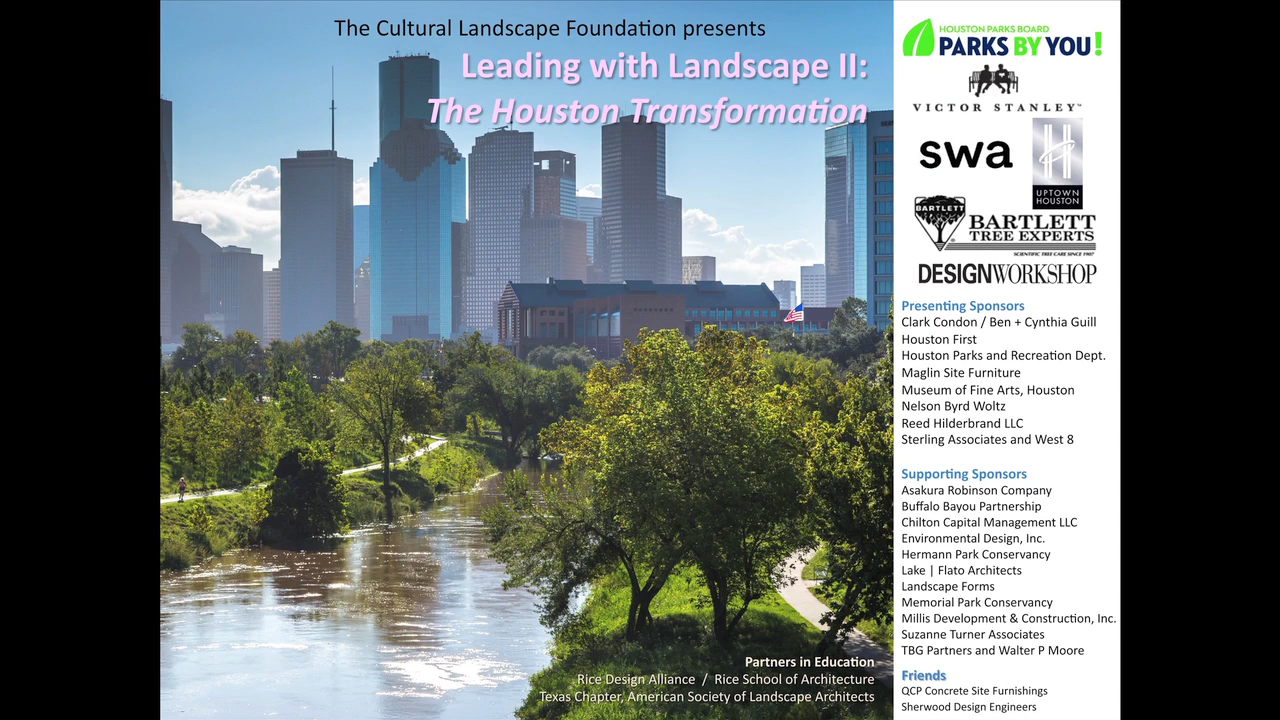 The Cultural Landscape Foundation presents
Leading with Landscape II:
The Houston Transformation
Partners in Education
Rice Design Alliance / Rice School of Architecture
Texas Chapter, American Society of Landscape Architects
HOUSTON PARKS BOARD
PARKS BY YOU!
VICTOR STANLEY™
swa
UPTOWN
HOUSTON
BARTLETT
BARTLETT
TREE EXPERTS
SCIENTIFIC TREE CARE SINCE 1907
DESIGNWORKSHOP
Presenting Sponsors
Clark Condon / Ben + Cynthia Guill
Houston First
Houston Parks and Recreation Dept.
Maglin Site Furniture
Museum of Fine Arts, Houston
Nelson Byrd Woltz
Reed Hilderbrand LLC
Sterling Associates and West 8
Supporting Sponsors
Asakura Robinson Company
Buffalo Bayou Partnership
Chilton Capital Management LLC
Environmental Design, Inc.
Hermann Park Conservancy
Lake | Flato Architects
Landscape Forms
Memorial Park Conservancy
Millis Development & Construction, Inc.
Suzanne Turner Associates
TBG Partners and Walter P Moore
Friends
QCP Concrete Site Furnishings
Sherwood Design Engineers